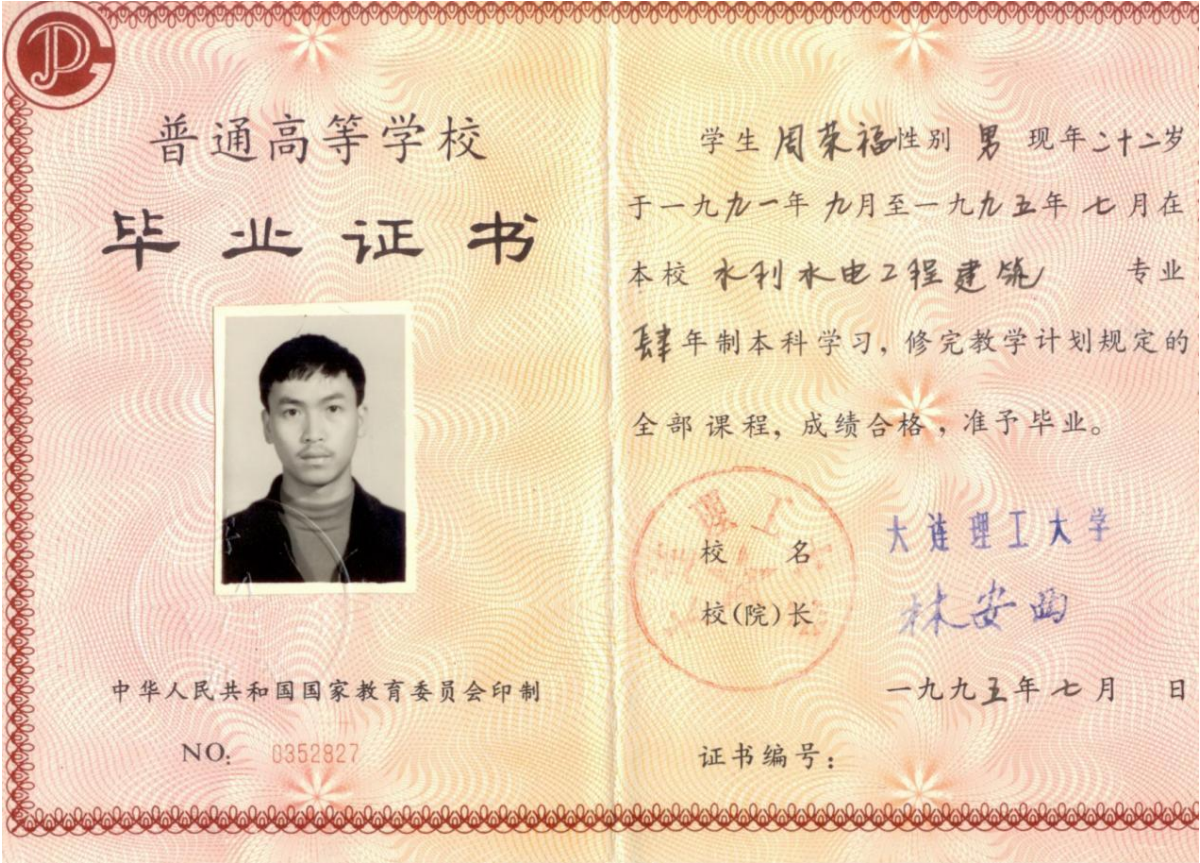 普通高等学校
毕业证书
中华人民共和国国家教育委员会印制
NO: 0352827
学生 周荣福 性别 男 现年二十二岁
于一九九一年九月至一九九五年七月在
本校 水利水电工程建筑 专业
肆年制本科学习，修完教学计划规定的
全部课程，成绩合格，准予毕业。
校名 大连理工大学
校(院)长 林安西
一九九五年七月 日
证书编号：